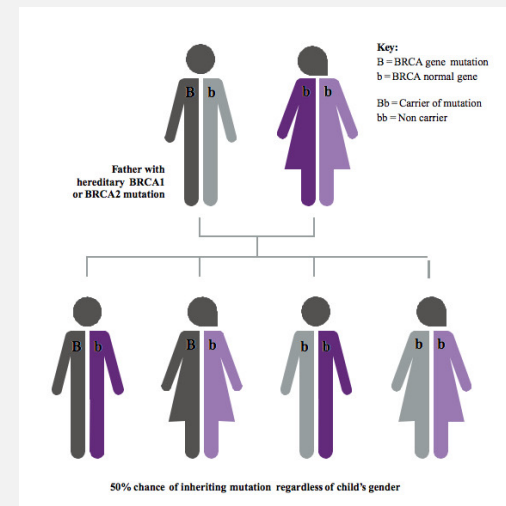 Key:
B = BRCA gene mutation
b = BRCA normal gene
Bb = Carrier of mutation
bb = Non carrier
B b
b b
Father with
hereditary BRCA1
or BRCA2 mutation
B b
B b
b b
b b
50% chance of inheriting mutation regardless of child's gender